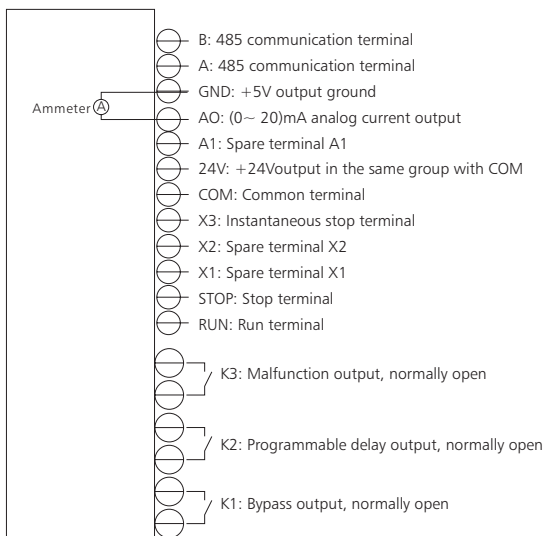 B: 485 communication terminal
A: 485 communication terminal
GND: +5V output ground
Ammeter A
AO: (0~ 20)mA analog current output
A1: Spare terminal A1
24V: +24Voutput in the same group with COM
COM: Common terminal
X3: Instantaneous stop terminal
X2: Spare terminal X2
X1: Spare terminal X1
STOP: Stop terminal
RUN: Run terminal
K3: Malfunction output, normally open
K2: Programmable delay output, normally open
K1: Bypass output, normally open